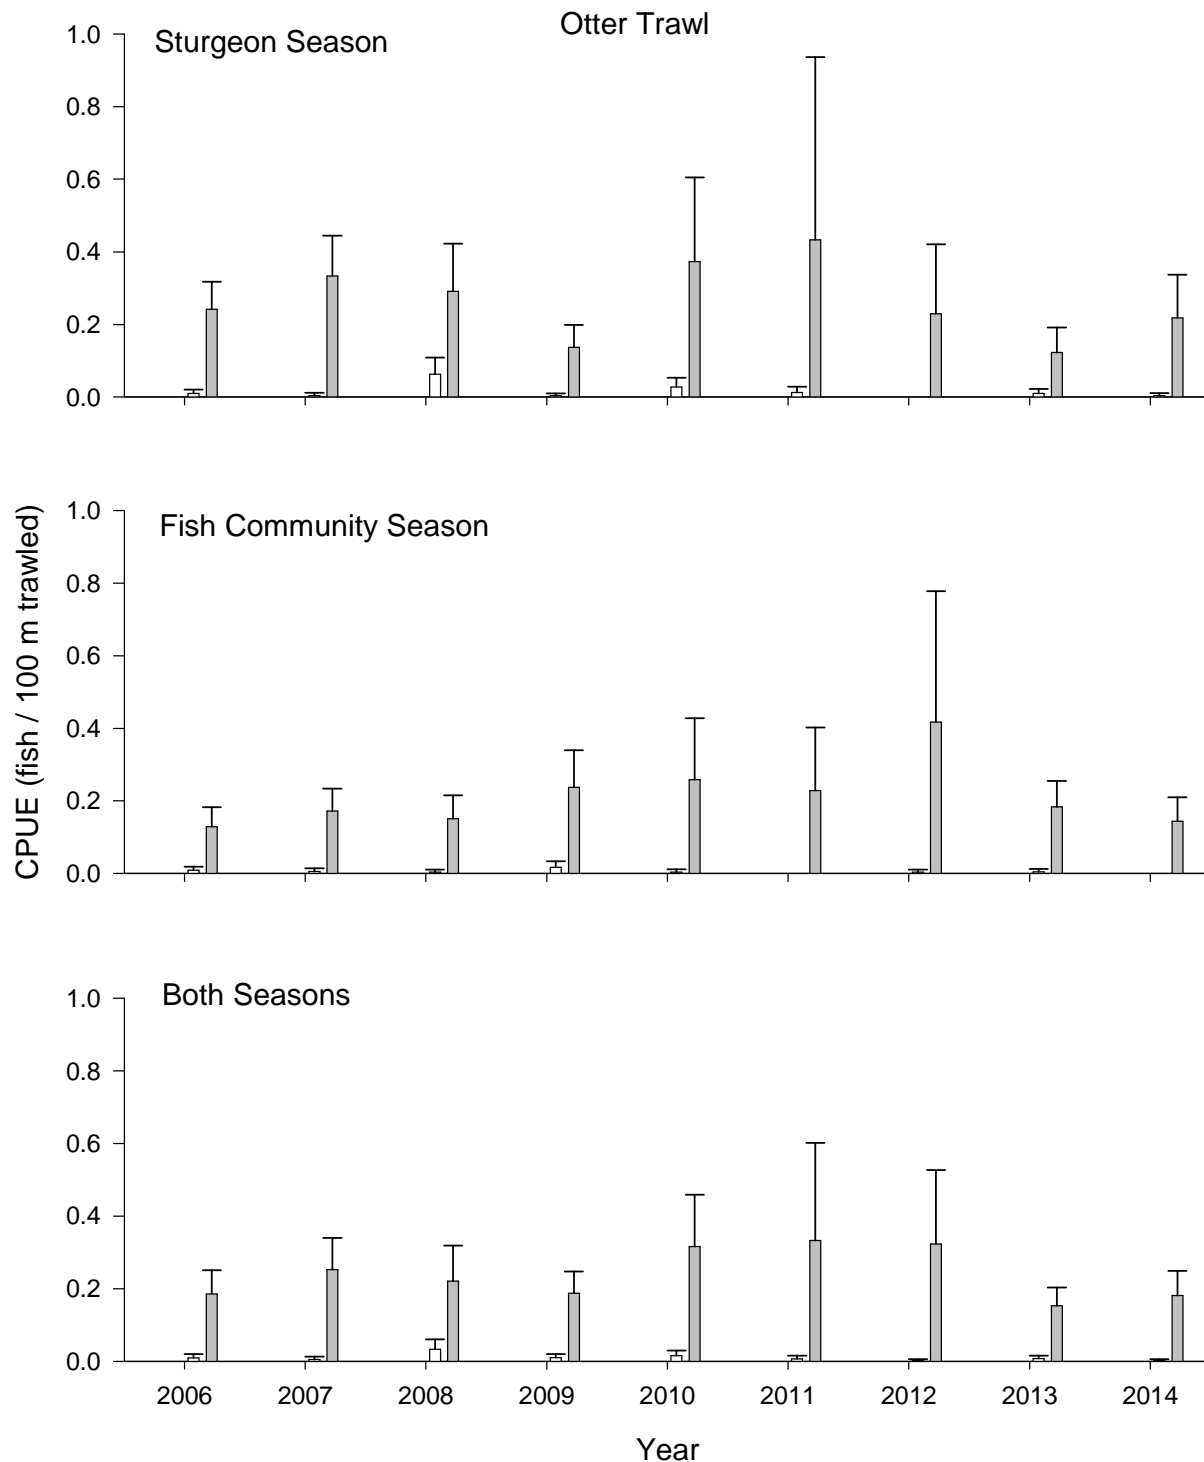 Otter Trawl
Sturgeon Season
1.0
0.8
0.6
0.4
0.2
0.0
Fish Community Season
1.0
0.8
0.6
0.4
0.2
0.0
CPUE (fish / 100 m trawled)
Both Seasons
1.0
0.8
0.6
0.4
0.2
0.0
2006 2007 2008 2009 2010 2011 2012 2013 2014
Year